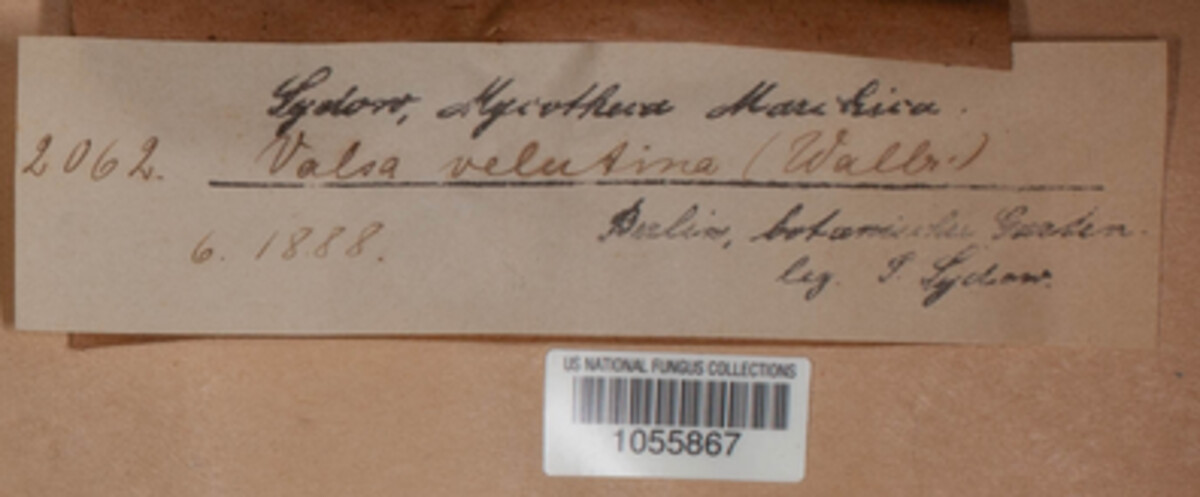 Sydow, Mycotheca Marchica.
2062. Valsa velutina (Wallr.)
6. 1888.
Berlin, botanischer Garten.
leg. P. Sydow.
US NATIONAL FUNGUS COLLECTIONS
1055867